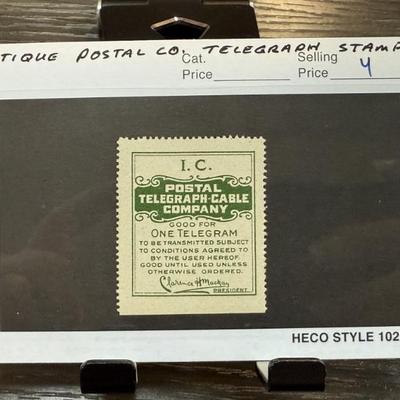 TIQUE POSTAL CO. TELEGRAPH STAMP
Cat. Selling
Price Price 4
I. C.
POSTAL
TELEGRAPH-CABLE
COMPANY
GOOD FOR
ONE TELEGRAM
TO BE TRANSMITTED SUBJECT
TO CONDITIONS AGREED TO
BY THE USER HEREOF.
GOOD UNTIL USED UNLESS
OTHERWISE ORDERED.
Clarence H Mackay
PRESIDENT.
HECO STYLE 102